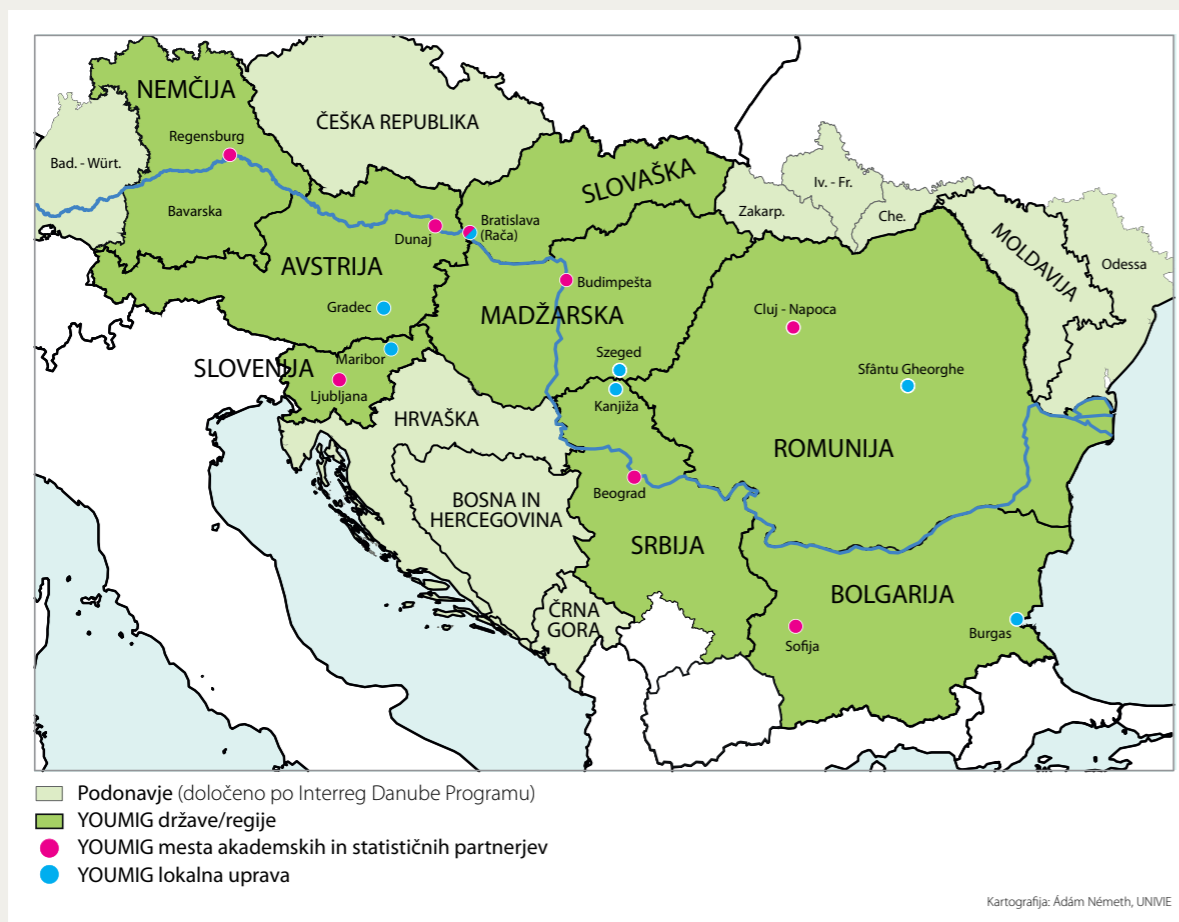 NEMČIJA
ČEŠKA REPUBLIKA
Regensburg
Bad. - Würt.
Bavarska
SLOVAŠKA
Iv. - Fr.
Zakarp.
Che.
MOLDAVIJA
Odessa
Dunaj
Bratislava
(Rača)
AVSTRIJA
Budimpešta
Gradec
MADŽARSKA
Cluj - Napoca
SLOVENIJA
Maribor
Ljubljana
Szeged
Kanjiža
Sfântu Gheorghe
HRVAŠKA
ROMUNIJA
Beograd
BOSNA IN
HERCEGOVINA
SRBIJA
BOLGARIJA
ČRNA
GORA
Sofija
Burgas
Podonavje (določeno po Interreg Danube Programu)
YOUMIG države/regije
YOUMIG mesta akademskih in statističnih partnerjev
YOUMIG lokalna uprava
Kartografija: Ádám Németh, UNIVIE